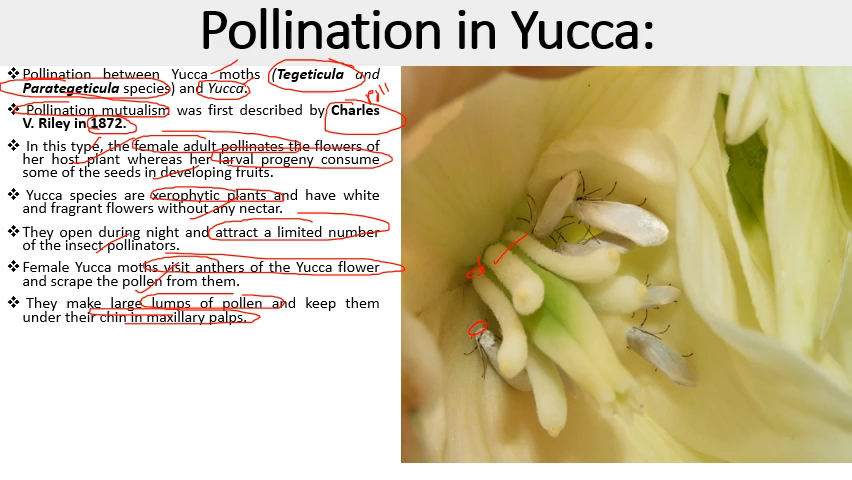 Pollination in Yucca:
❖Pollination between Yucca moths (Tegeticula and
Parategeticula species) and Yucca.
❖ Pollination mutualism was first described by Charles
V. Riley in 1872.
❖ In this type, the female adult pollinates the flowers of
her host plant whereas her larval progeny consume
some of the seeds in developing fruits.
❖ Yucca species are xerophytic plants and have white
and fragrant flowers without any nectar.
❖ They open during night and attract a limited number
of the insect pollinators.
❖Female Yucca moths visit anthers of the Yucca flower
and scrape the pollen from them.
❖ They make large lumps of pollen and keep them
under their chin in maxillary palps.